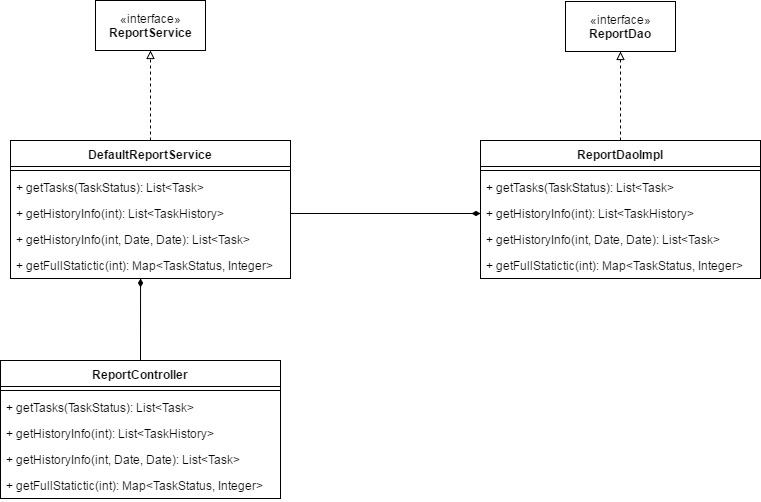 «interface»
ReportService
«interface»
ReportDao
DefaultReportService
+ getTasks(TaskStatus): List<Task>
+ getHistoryInfo(int): List<TaskHistory>
+ getHistoryInfo(int, Date, Date): List<Task>
+ getFullStatictic(int): Map<TaskStatus, Integer>
ReportDaoImpl
+ getTasks(TaskStatus): List<Task>
+ getHistoryInfo(int): List<TaskHistory>
+ getHistoryInfo(int, Date, Date): List<Task>
+ getFullStatictic(int): Map<TaskStatus, Integer>
ReportController
+ getTasks(TaskStatus): List<Task>
+ getHistoryInfo(int): List<TaskHistory>
+ getHistoryInfo(int, Date, Date): List<Task>
+ getFullStatictic(int): Map<TaskStatus, Integer>